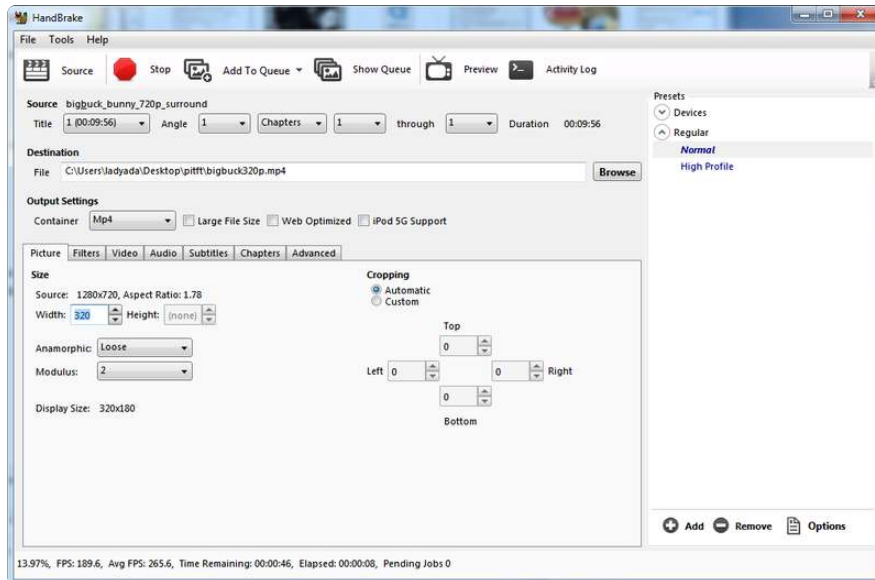 HandBrake
File Tools Help
Source Stop Add To Queue Show Queue Preview Activity Log
Source bigbuck_bunny_720p_surround
Title 1 (00:09:56) Angle 1 Chapters 1 through 1 Duration 00:09:56
Destination
File C:\Users\ladyada\Desktop\pitft\bigbuck320p.mp4 Browse
Output Settings
Container Mp4 Large File Size Web Optimized iPod 5G Support
Picture Filters Video Audio Subtitles Chapters Advanced
Size
Source: 1280x720, Aspect Ratio: 1.78
Width: 320 Height: (none)
Anamorphic: Loose
Modulus: 2
Display Size: 320x180
Cropping
Automatic
Custom
Top
0
Left 0 0 Right
0
Bottom
Presets
Devices
Regular
Normal
High Profile
Add Remove Options
13.97%, FPS: 189.6, Avg FPS: 265.6, Time Remaining: 00:00:46, Elapsed: 00:00:08, Pending Jobs 0